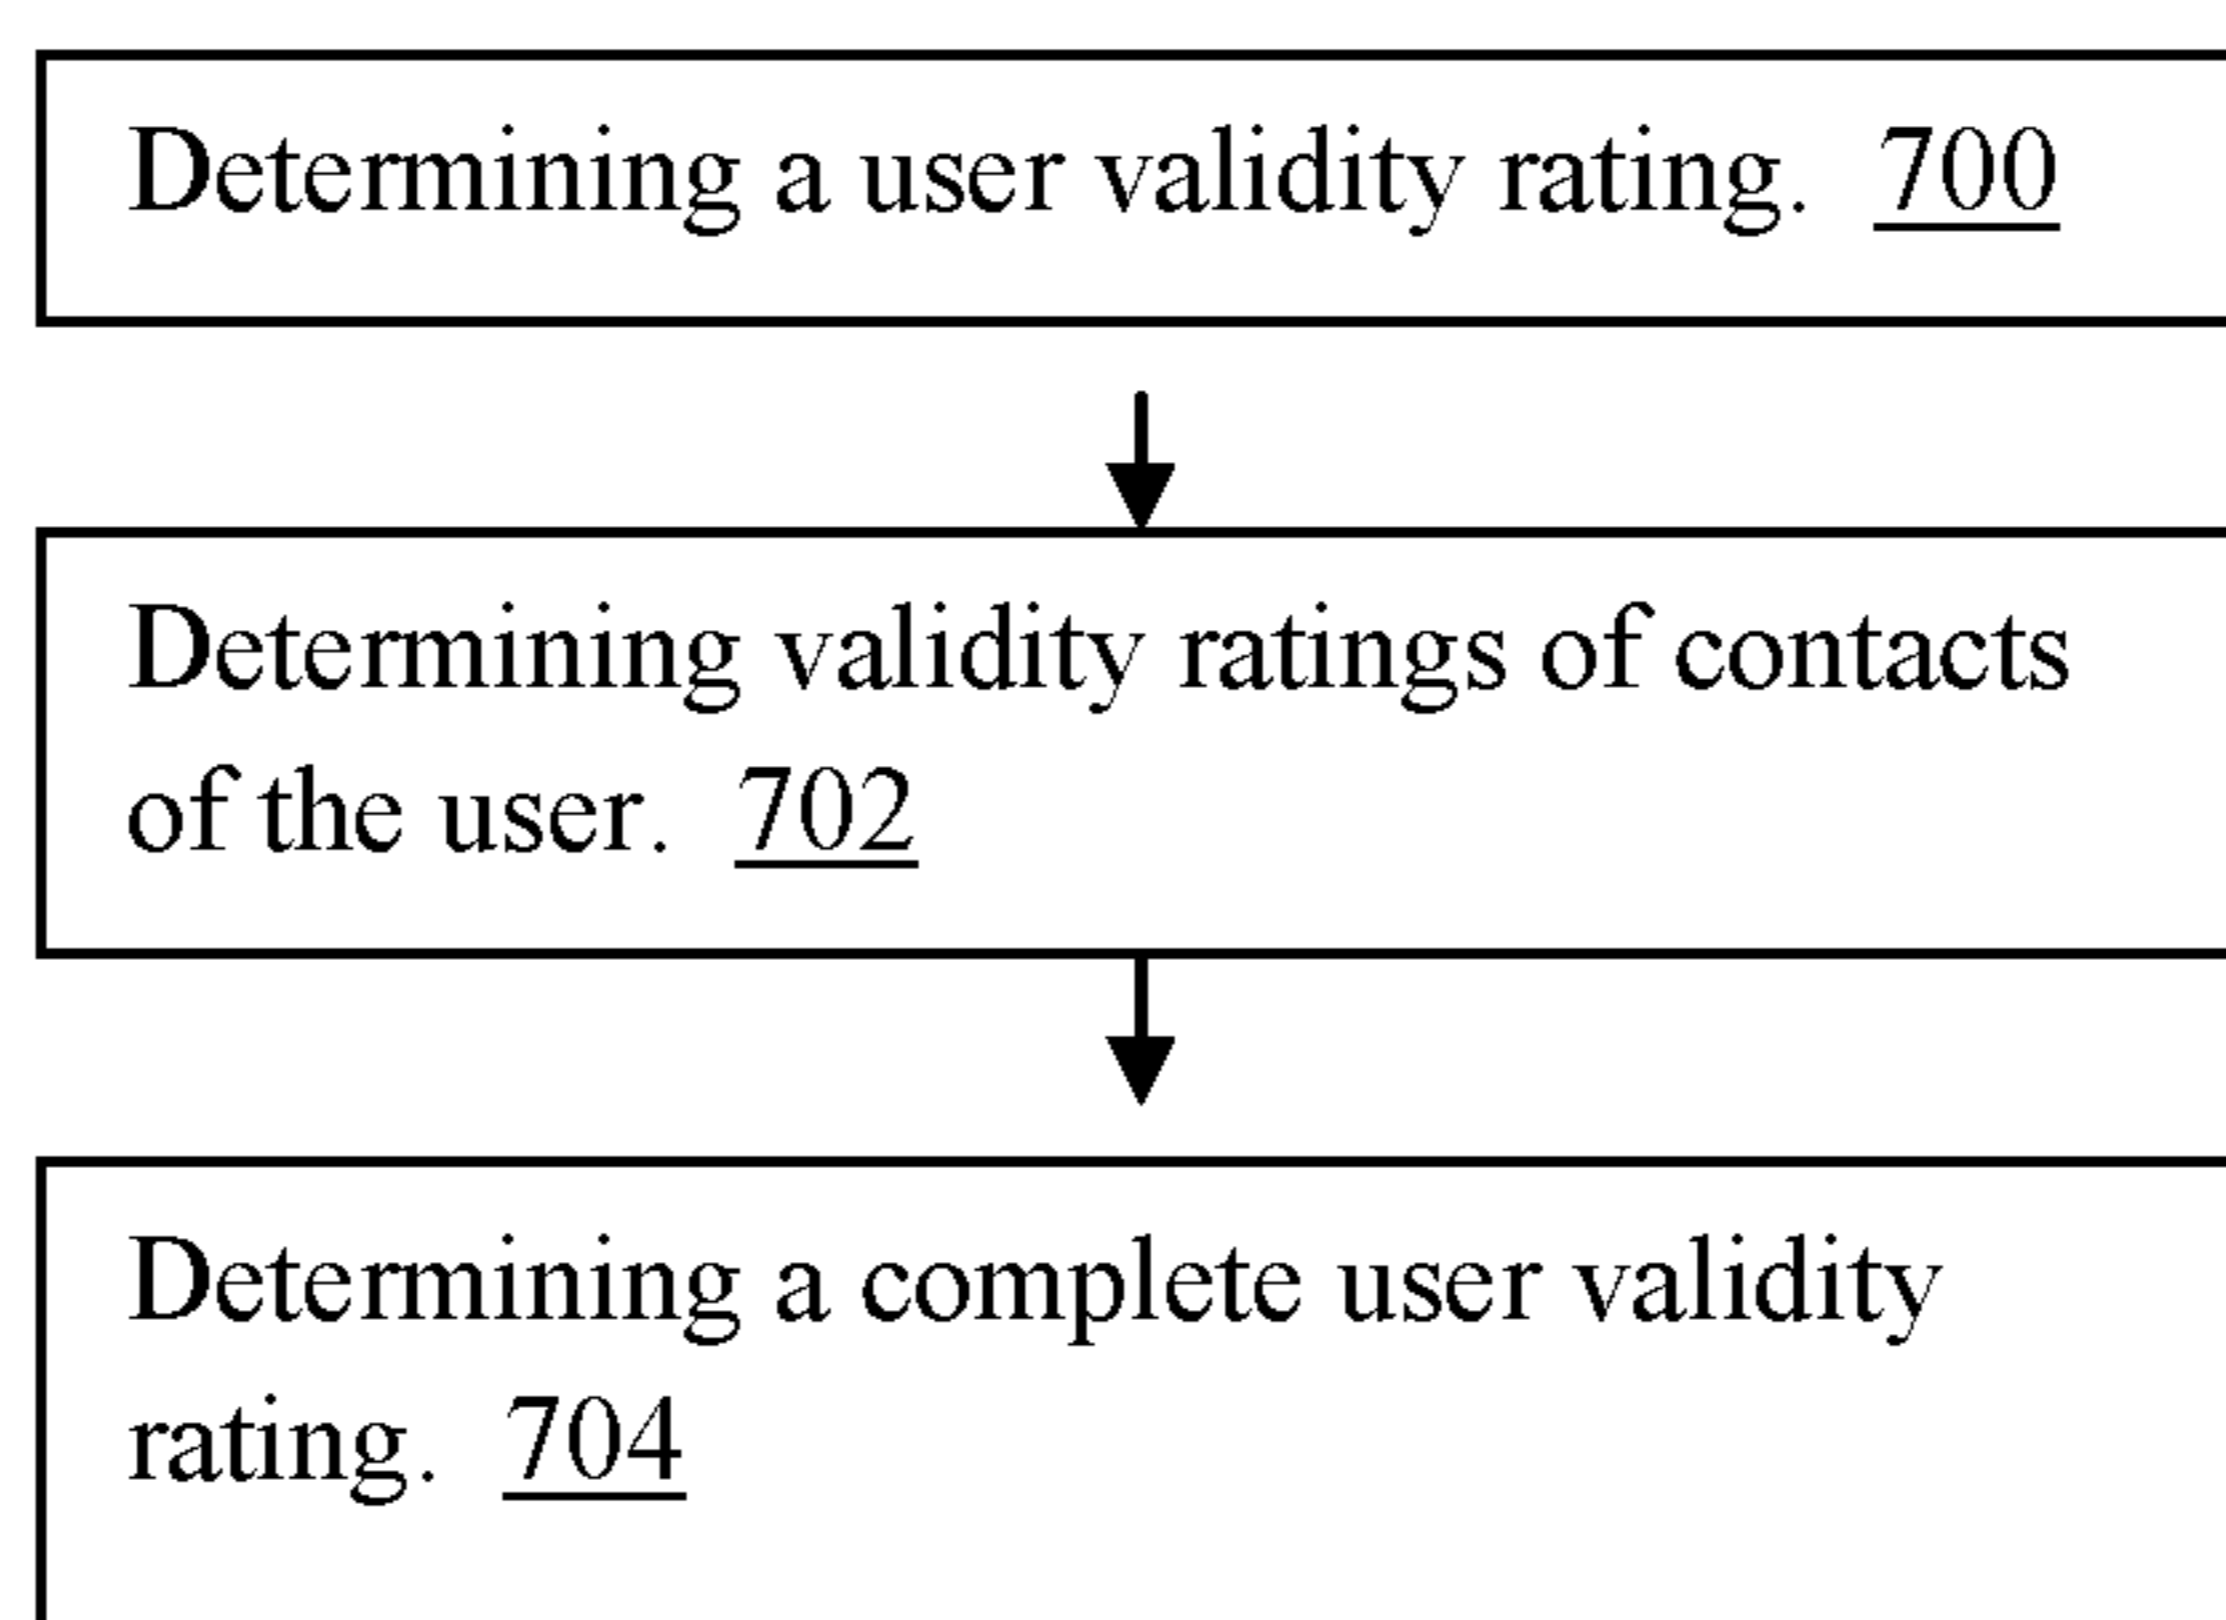 Determining a user validity rating. 700
Determining validity ratings of contacts
of the user. 702
Determining a complete user validity
rating. 704